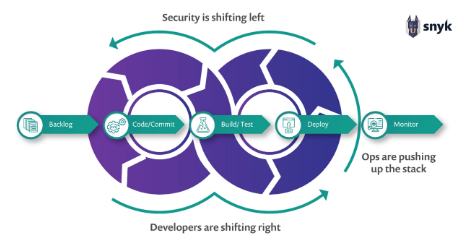 Security is shifting left
snyk
Backlog
Code/Commit
Build/ Test
Deploy
Monitor
Ops are pushing
up the stack
Developers are shifting right